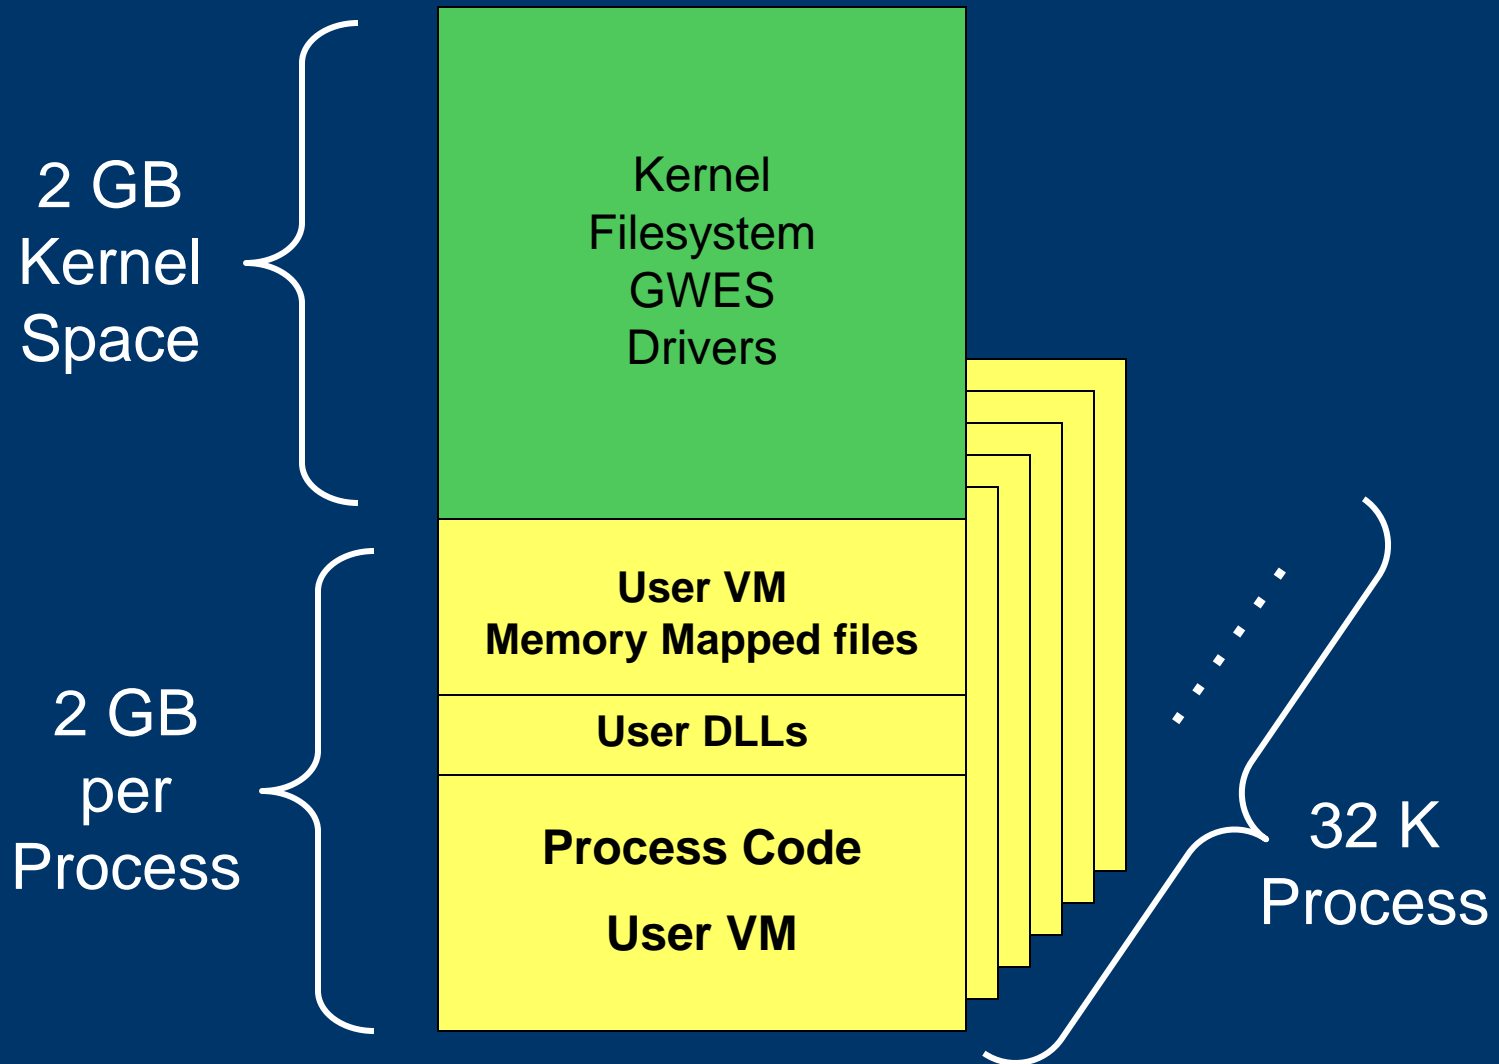 2 GB
Kernel
Space
Kernel
Filesystem
GWES
Drivers
User VM
Memory Mapped files
User DLLs
2 GB
per
Process
Process Code
User VM
32 K
Process